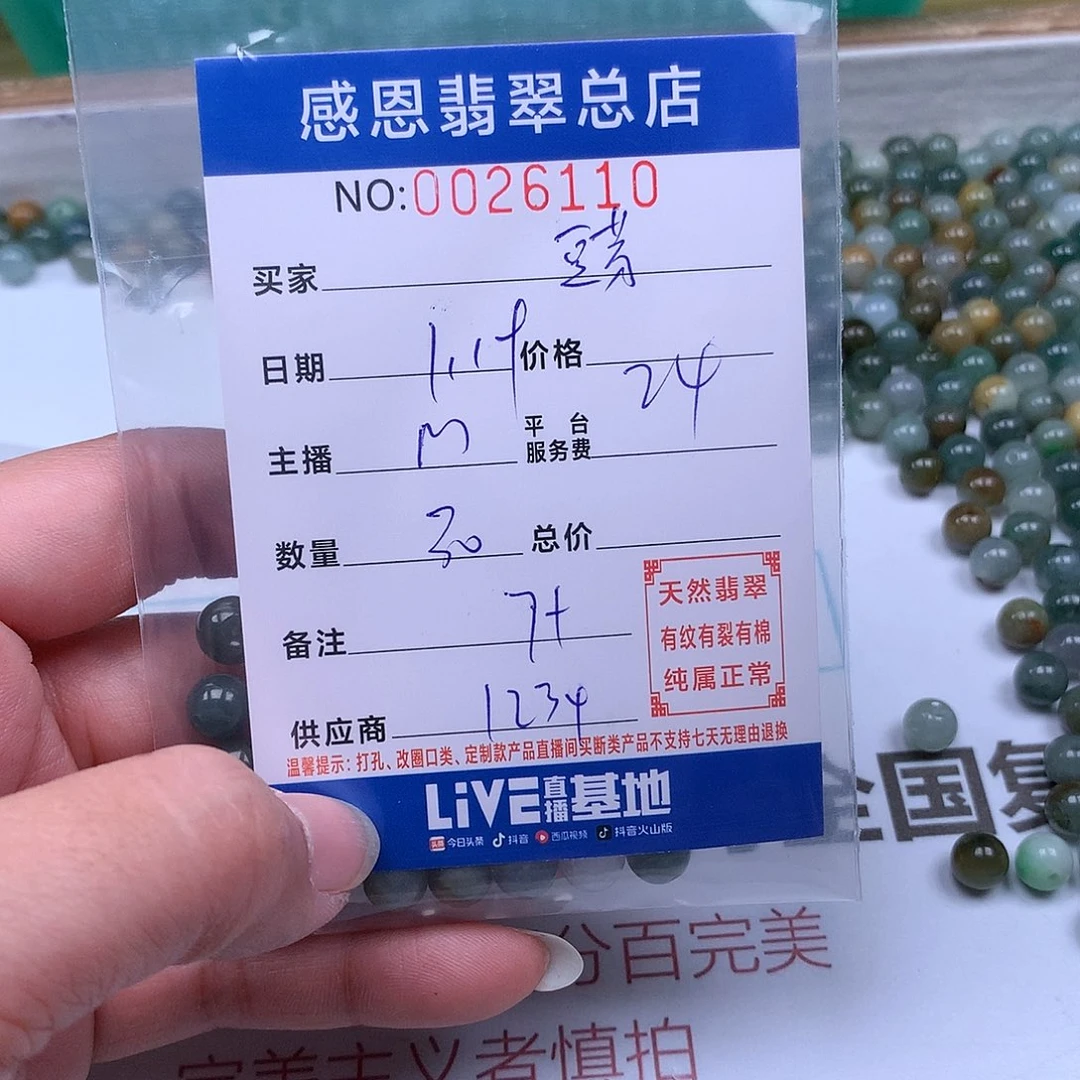 感恩翡翠总店
NO:0026110
买家
日期 价格 24
主播 M 平台服务费
数量 30 总价
备注 7+
供应商 1234
天然翡翠
有纹有裂有棉
纯属正常
温馨提示:打孔、改圈口类、定制款产品直播间买断类产品不支持七天无理由退换
LiVE直播基地
今日头条 抖音 西瓜视频 抖音火山版
全国复
分百完美
完美主义者慎拍